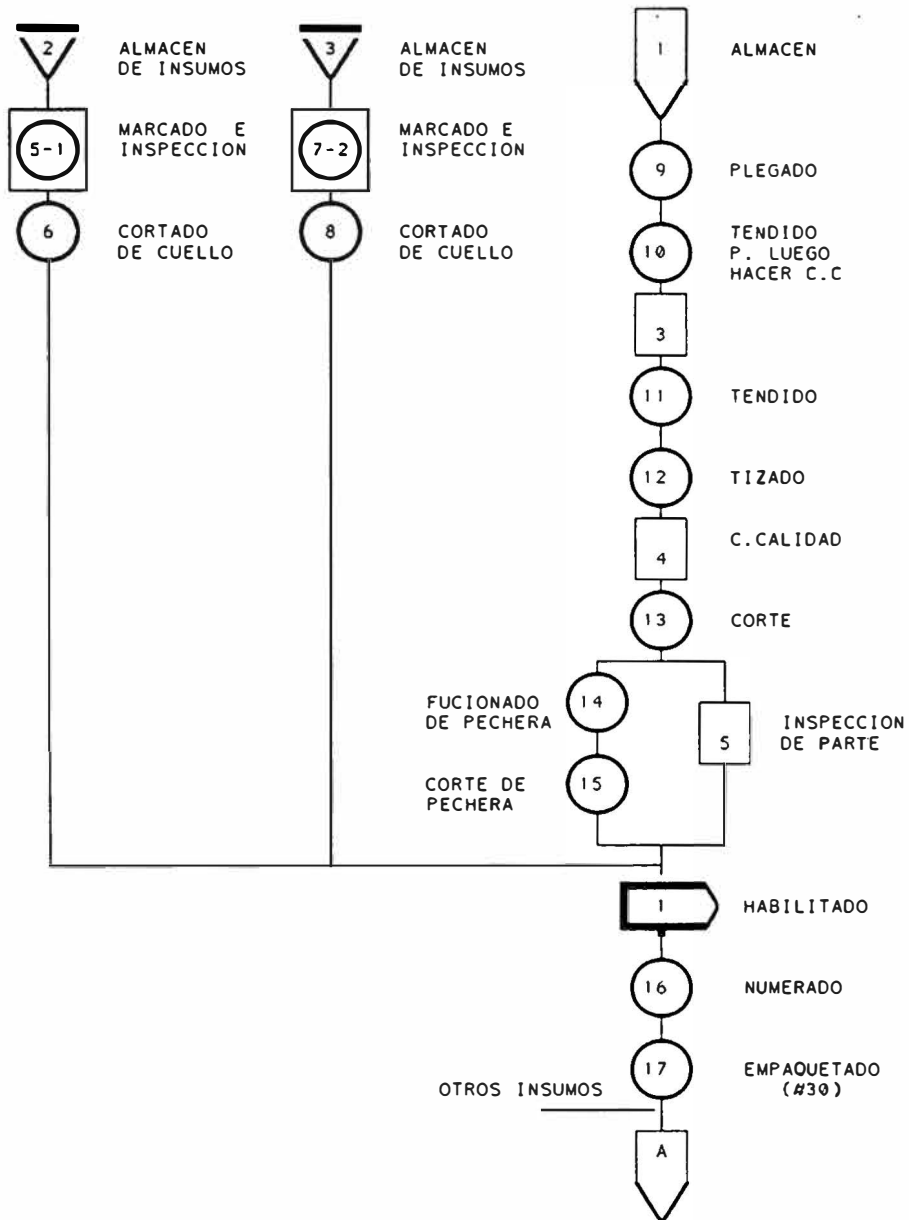 2
ALMACEN
DE INSUMOS
5-1
MARCADO E
INSPECCION
6
CORTADO
DE CUELLO
3
ALMACEN
DE INSUMOS
7-2
MARCADO E
INSPECCION
8
CORTADO
DE CUELLO
1
ALMACEN
9
PLEGADO
10
TENDIDO
P. LUEGO
HACER C.C
3
11
TENDIDO
12
TIZADO
4
C.CALIDAD
13
CORTE
FUCIONADO
DE PECHERA
14
CORTE DE
PECHERA
15
5
INSPECCION
DE PARTE
1
HABILITADO
16
NUMERADO
17
EMPAQUETADO
(#30)
OTROS INSUMOS
A